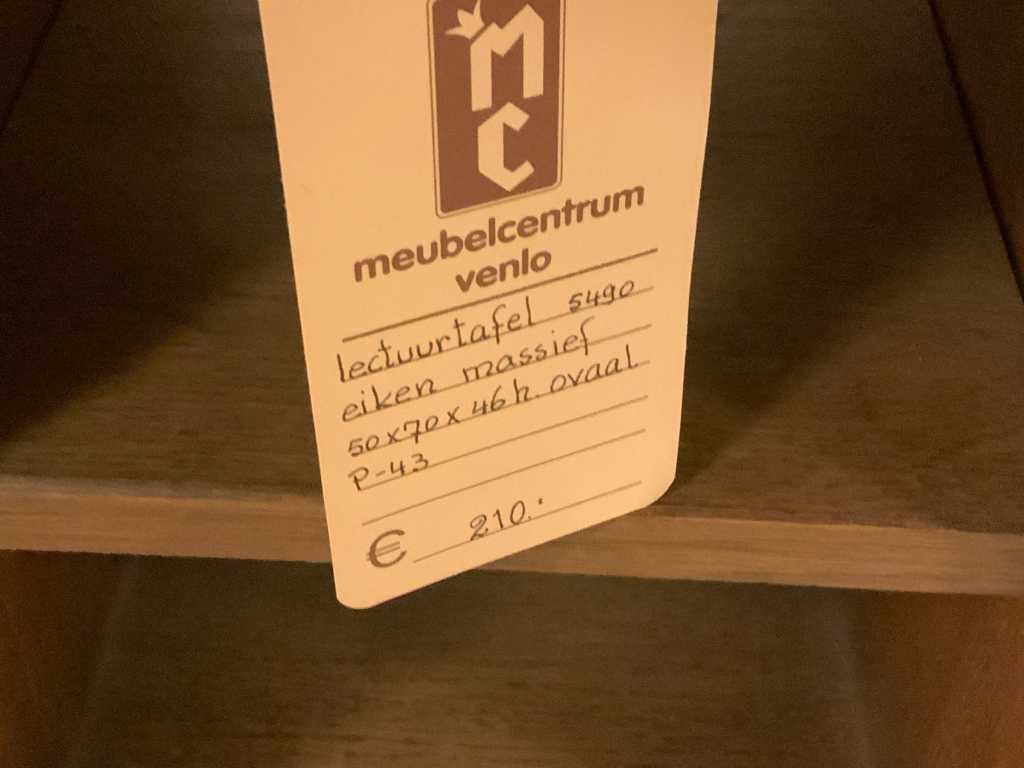 MC
meubelcentrum
venlo
lectuurtafel 5490
eiken massief
50x70x46h. ovaal
P-43
€ 210.-